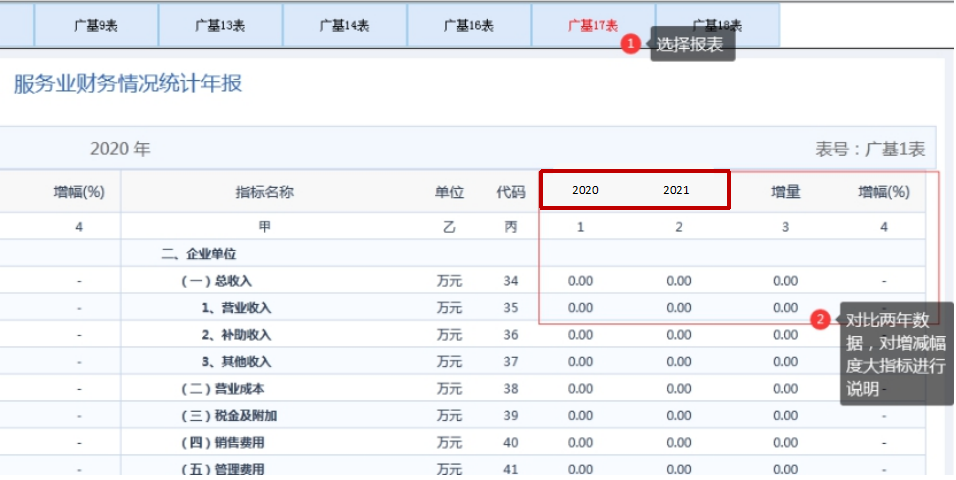 广基9表 广基13表 广基14表 广基16表 广基17表 广基18表
1 选择报表
服务业财务情况统计年报
2020 年 表号：广基1表
增幅(%) 指标名称 单位 代码 2020 2021 增量 增幅(%)
4 甲 乙 丙 1 2 3 4
二、企业单位
- （一）总收入 万元 34 0.00 0.00 0.00 -
- 1、营业收入 万元 35 0.00 0.00 0.00
- 2、补助收入 万元 36 0.00 0.00 0.00
- 3、其他收入 万元 37 0.00 0.00 0.00
- （二）营业成本 万元 38 0.00 0.00 0.00 -
- （三）税金及附加 万元 39 0.00 0.00 0.00 -
- （四）销售费用 万元 40 0.00 0.00 0.00 -
- （五）管理费用 万元 41 0.00 0.00 0.00 -
2 对比两年数
据，对增减幅
度大指标进行
说明